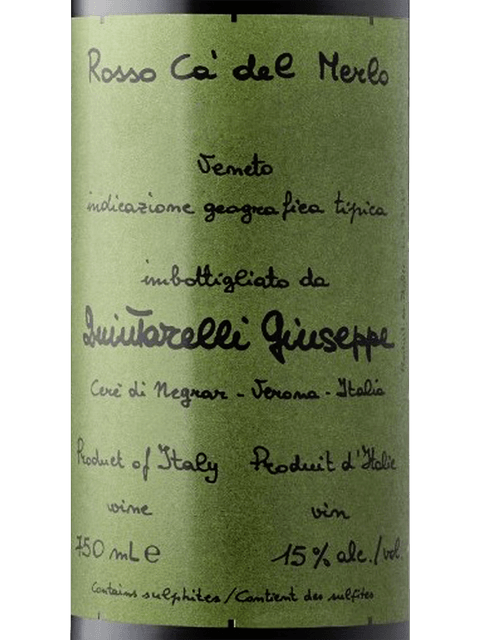 Rosso Ca' del Merlo
Veneto
indicazione geografica tipica
imbottigliato da
Quintarelli Giuseppe
Cerè di Negrar - Verona - Italia
Product of Italy Produit d'Italie
wine vin
750 mL e 15% alc./vol.
Contains sulphites/Contient des sulfites